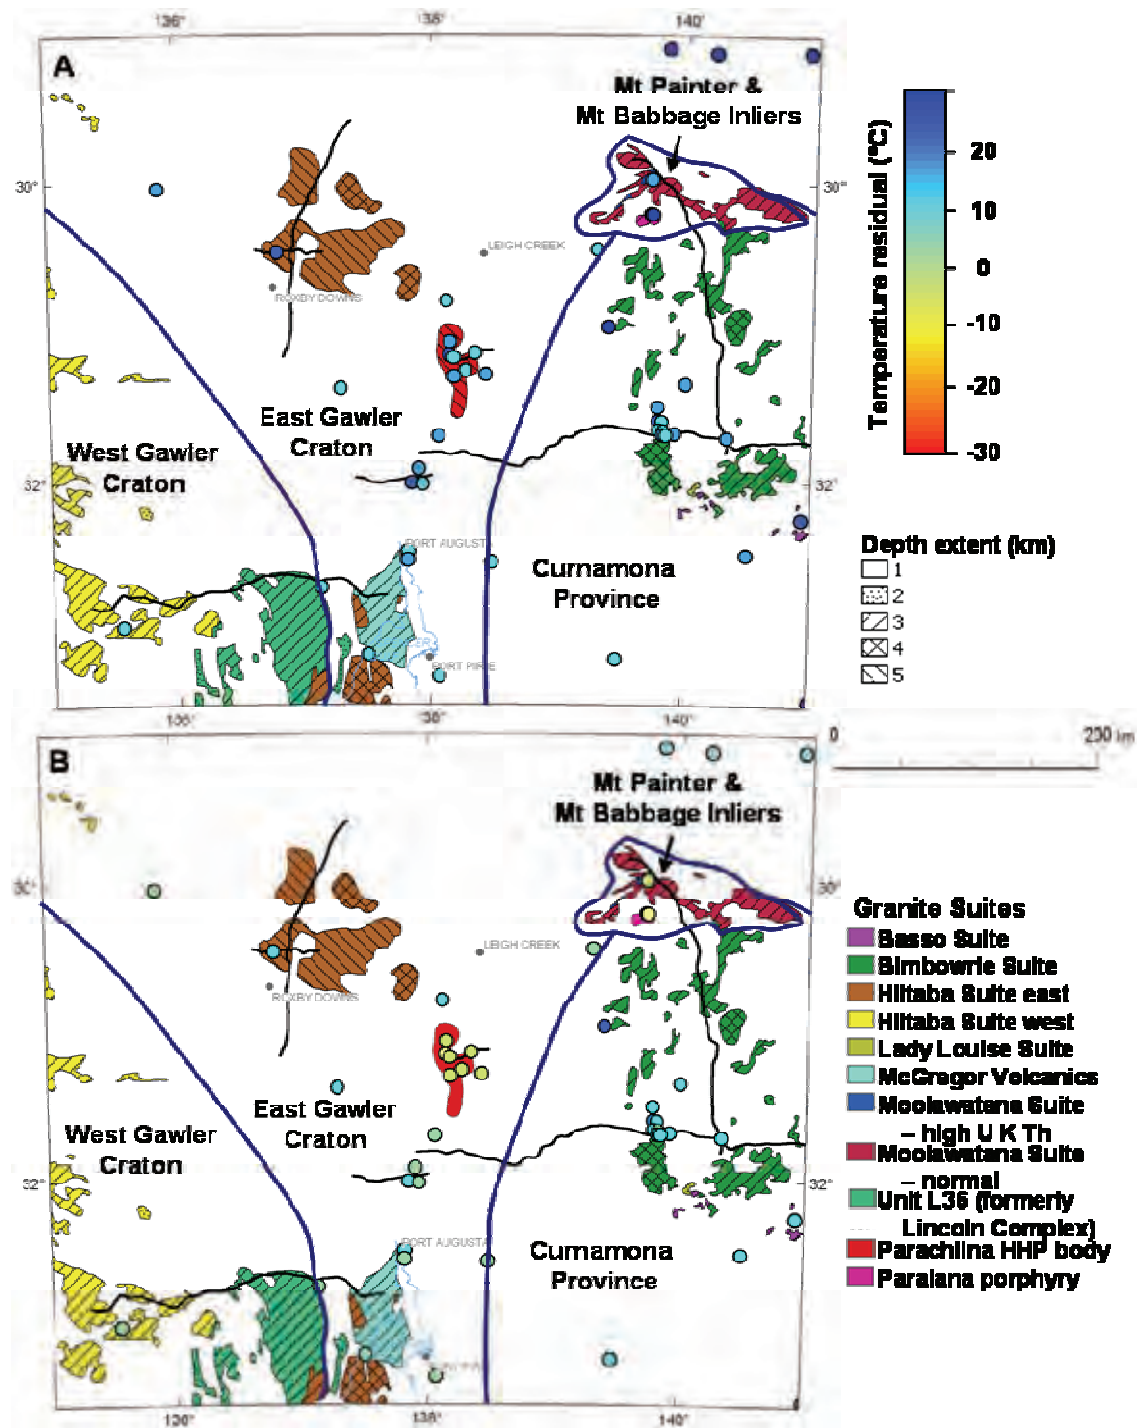 136°
138°
140°
A
Mt Painter &
Mt Babbage Inliers
30°
30°
LEIGH CREEK
ROXBY DOWNS
East Gawler
Craton
West Gawler
Craton
32°
32°
PORT AUGUSTA
Curnamona
Province
PORT PIRIE
138°
140°
Temperature residual (°C)
20
10
0
-10
-20
-30
Depth extent (km)
1
2
3
4
5
0
200 km
B
Mt Painter &
Mt Babbage Inliers
30°
30°
LEIGH CREEK
ROXBY DOWNS
East Gawler
Craton
West Gawler
Craton
32°
32°
PORT AUGUSTA
Curnamona
Province
138°
140°
Granite Suites
Basso Suite
Bimbowrie Suite
Hiltaba Suite east
Hiltaba Suite west
Lady Louise Suite
McGregor Volcanics
Moolawatana Suite
– high U K Th
Moolawatana Suite
– normal
Unit L36 (formerly
Lincoln Complex)
Parachilna HHP body
Paralana porphyry